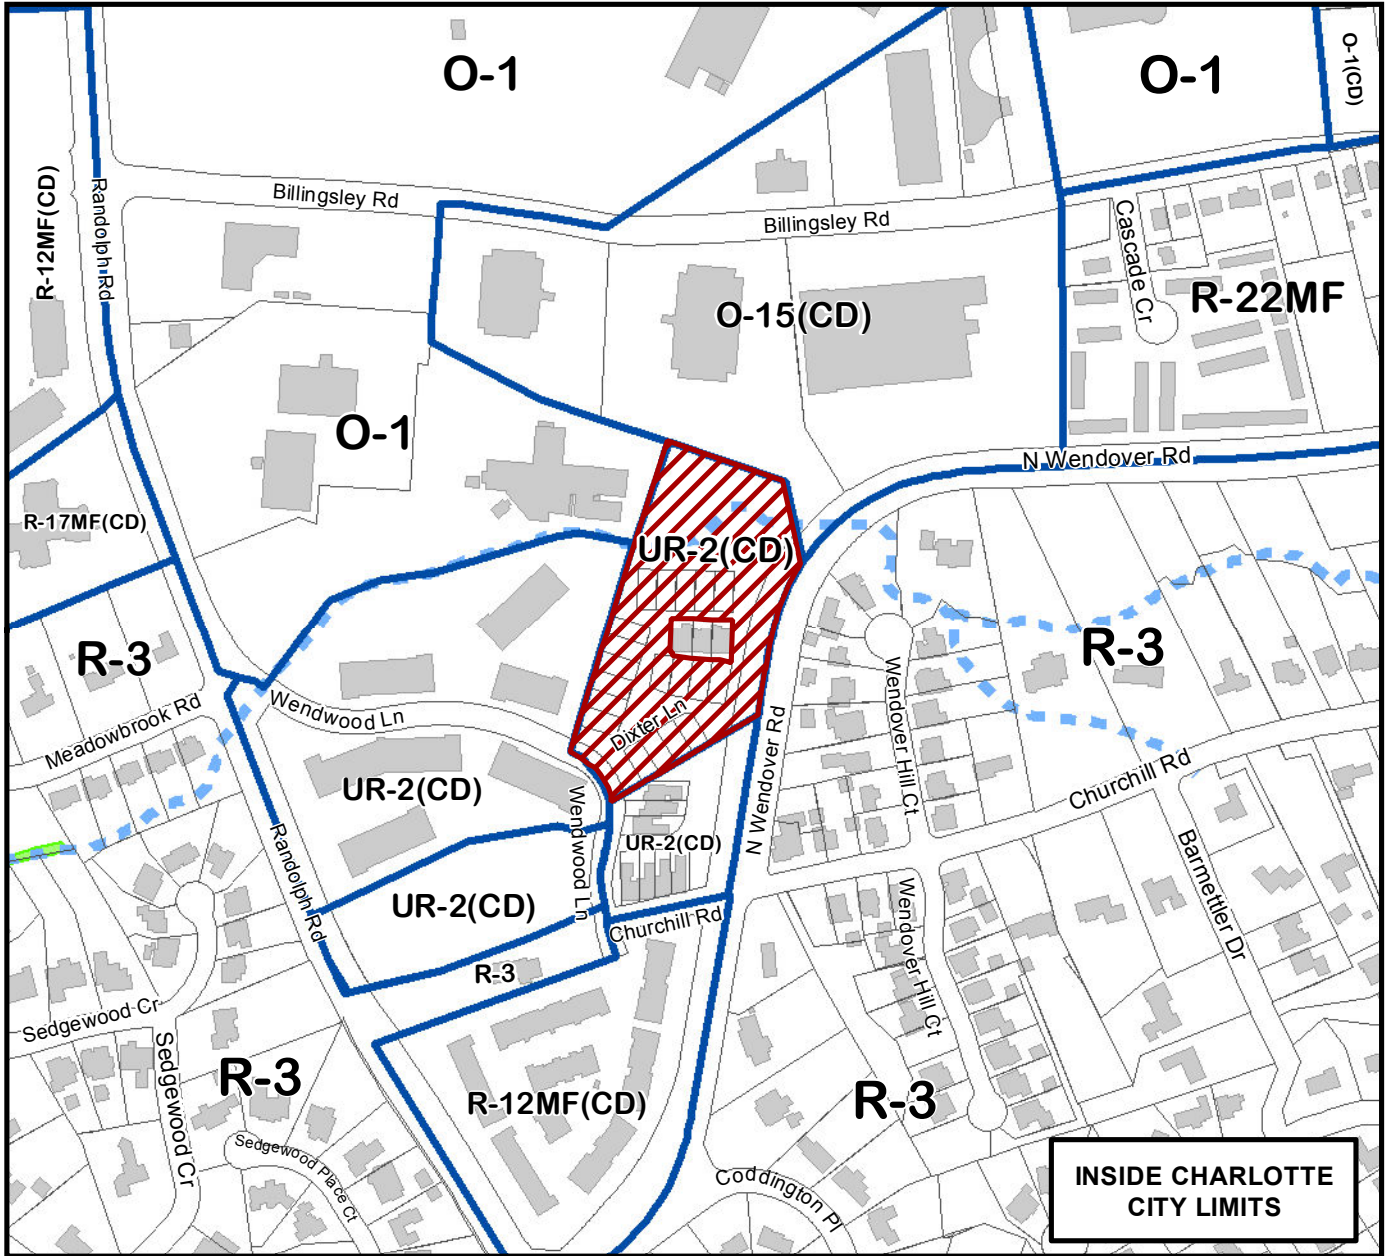 O-1
O-1
O-1(CD)
R-12MF(CD)
Randolph Rd
Billingsley Rd
Billingsley Rd
Cascade Cr
R-22MF
O-15(CD)
O-1
N Wendover Rd
R-17MF(CD)
UR-2(CD)
R-3
R-3
Meadowbrook Rd
Wendwood Ln
Dixter Ln
Wendover Hill Ct
N Wendover Rd
Churchill Rd
UR-2(CD)
Wendwood Ln
UR-2(CD)
Randolph Rd
Barmettler Dr
UR-2(CD)
Churchill Rd
Wendover Hill Ct
R-3
Sedgewood Cr
Sedgewood Cr
R-3
R-12MF(CD)
R-3
Sedgewood Place Ct
Coddington Pl
INSIDE CHARLOTTE
CITY LIMITS